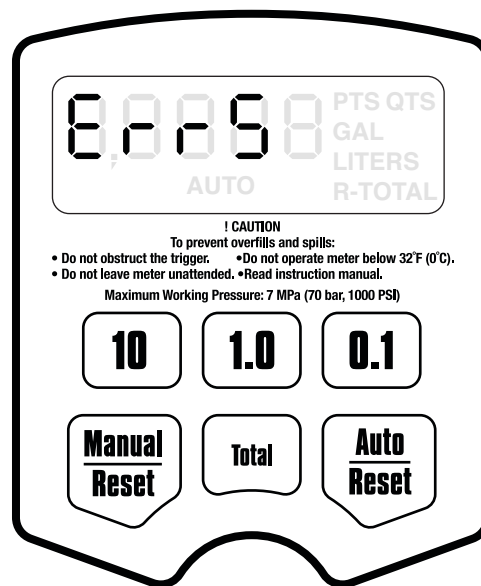 ErrS
PTS QTS
GAL
LITERS
AUTO
R-TOTAL
! CAUTION
To prevent overfills and spills:
• Do not obstruct the trigger. •Do not operate meter below 32°F (0°C).
• Do not leave meter unattended. •Read instruction manual.
Maximum Working Pressure: 7 MPa (70 bar, 1000 PSI)
10 1.0 0.1
Manual
Reset
Total
Auto
Reset